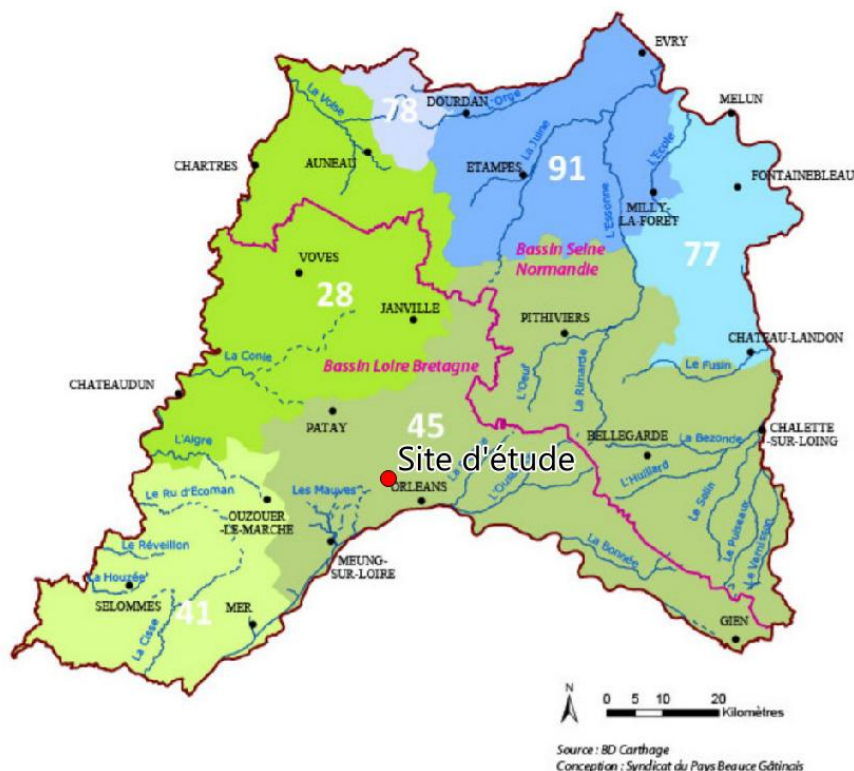 EVRY
La Voise
78
DOURDAN
L'Orge
MELUN
CHARTRES
AUNEAU
ETAMPES
La Juine
91
L'Ecole
FONTAINEBLEAU
MILLY-
LA-FORET
L'Essonne
77
VOVES
Bassin Seine
Normandie
28
JANVILLE
PITHIVIERS
CHATEAU-LANDON
La Conie
Bassin Loire Bretagne
Le Fusin
L'Oeuf
La Rimarde
CHATEAUDUN
PATAY
45
L'Aigre
BELLEGARDE
La Bezonde
CHALETTE
-SUR-LOING
Site d'étude
L'Huillard
Le Ru d'Ecoman
Les Mauves
ORLEANS
OUZOUER
-LE-MARCHE
La Solin
Le Puiseaux
Le Vernisson
Le Réveillon
MEUNG-
SUR-LOIRE
La Bonnée
La Houzée
SELOMMES
41
MER
La Cisse
GIEN
N
0 5 10 20
Kilomètres
Source : BD Carthage
Conception : Syndicat du Pays Beauce Gâtinais